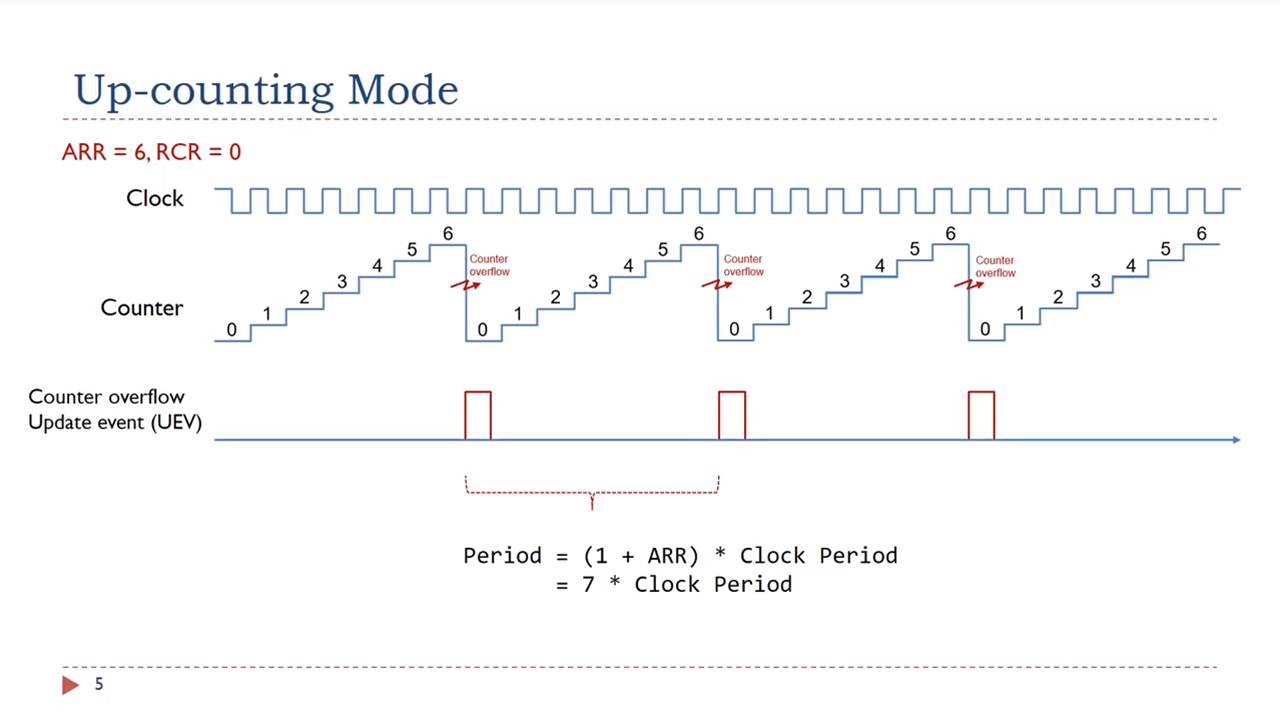 Up-counting Mode
ARR = 6, RCR = 0
Clock
0 1 2 3 4 5 6 0 1 2 3 4 5 6 0 1 2 3 4 5 6 0 1 2 3 4 5 6
Counter
overflow
Counter
overflow
Counter
overflow
Counter
Counter overflow
Update event (UEV)
Period = (1 + ARR) * Clock Period
= 7 * Clock Period
5